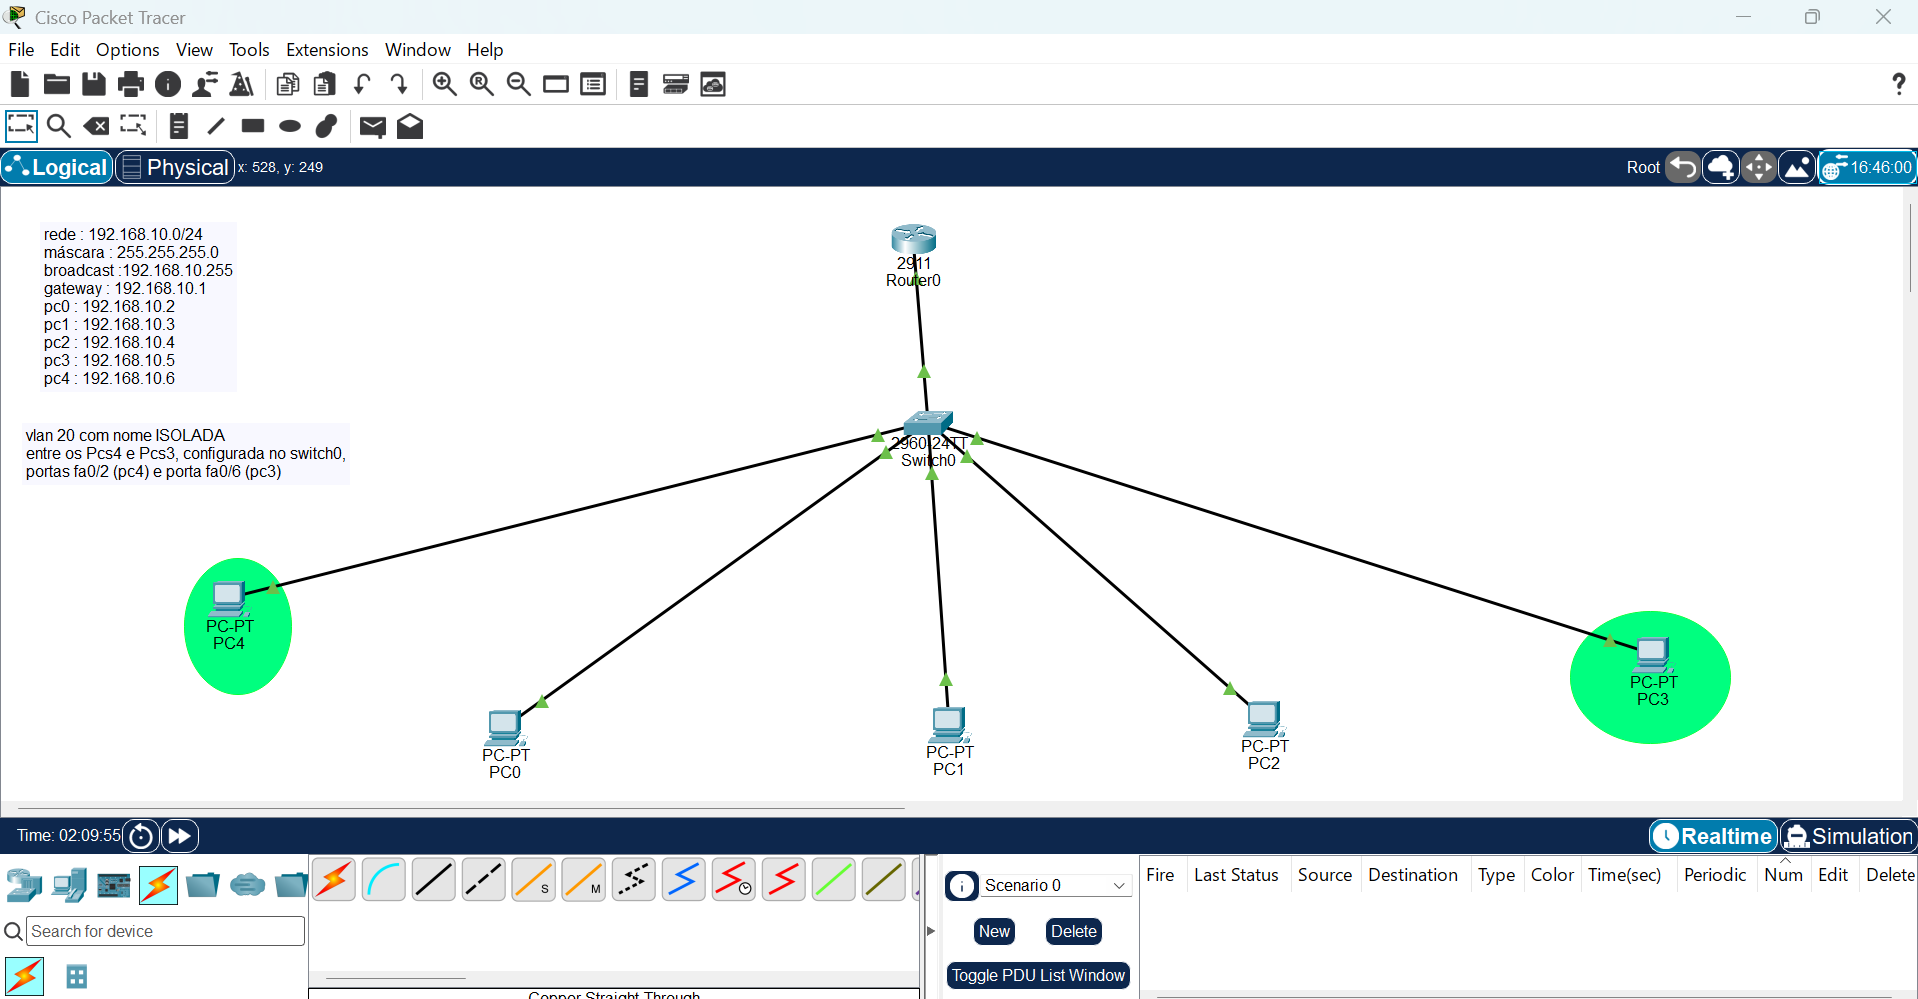 Cisco Packet Tracer
File Edit Options View Tools Extensions Window Help
Logical Physical x: 528, y: 249 Root 16:46:00
rede : 192.168.10.0/24
máscara : 255.255.255.0
broadcast :192.168.10.255
gateway : 192.168.10.1
pc0 : 192.168.10.2
pc1 : 192.168.10.3
pc2 : 192.168.10.4
pc3 : 192.168.10.5
pc4 : 192.168.10.6
2911
Router0
vlan 20 com nome ISOLADA
entre os Pcs4 e Pcs3, configurada no switch0,
portas fa0/2 (pc4) e porta fa0/6 (pc3)
2960-24TT
Switch0
PC-PT
PC4
PC-PT
PC3
PC-PT
PC0
PC-PT
PC1
PC-PT
PC2
Time: 02:09:55 Realtime Simulation
S M
Scenario 0
Fire Last Status Source Destination Type Color Time(sec) Periodic Num Edit Delete
Search for device
New Delete
Toggle PDU List Window
Copper Straight-Through